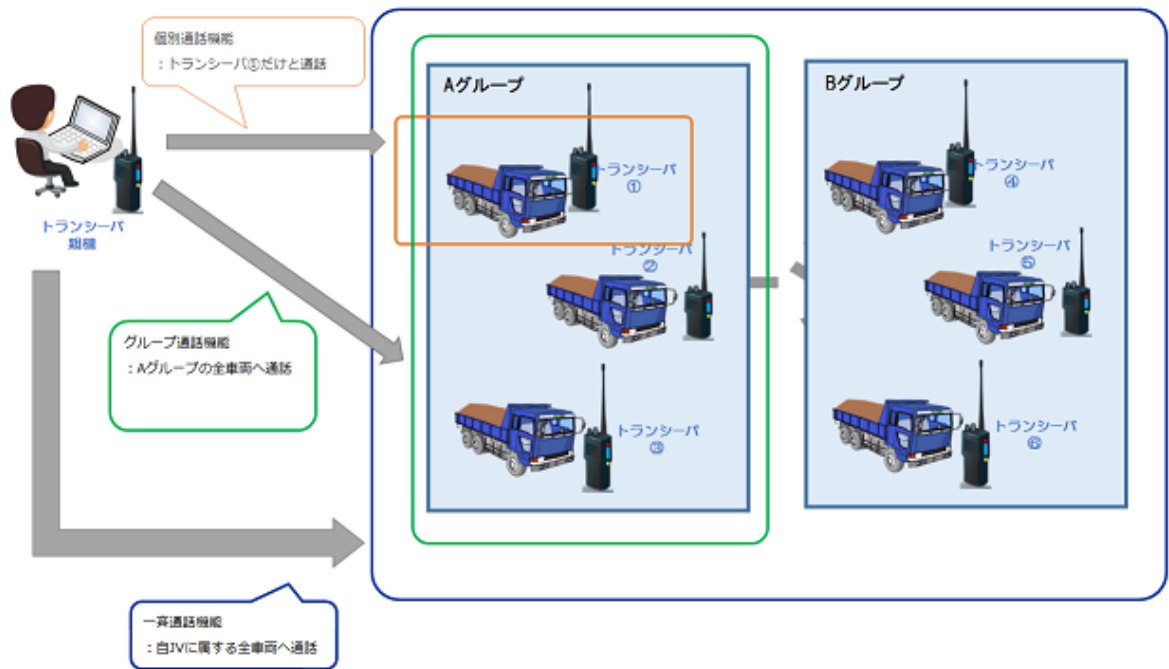 個別通話機能
：トランシーバ①だけと通話
Aグループ
Bグループ
トランシーバ
①
トランシーバ
④
トランシーバ
親機
トランシーバ
②
トランシーバ
⑤
グループ通話機能
：Aグループの全車両へ通話
トランシーバ
③
トランシーバ
⑥
一斉通話機能
：自JVに属する全車両へ通話